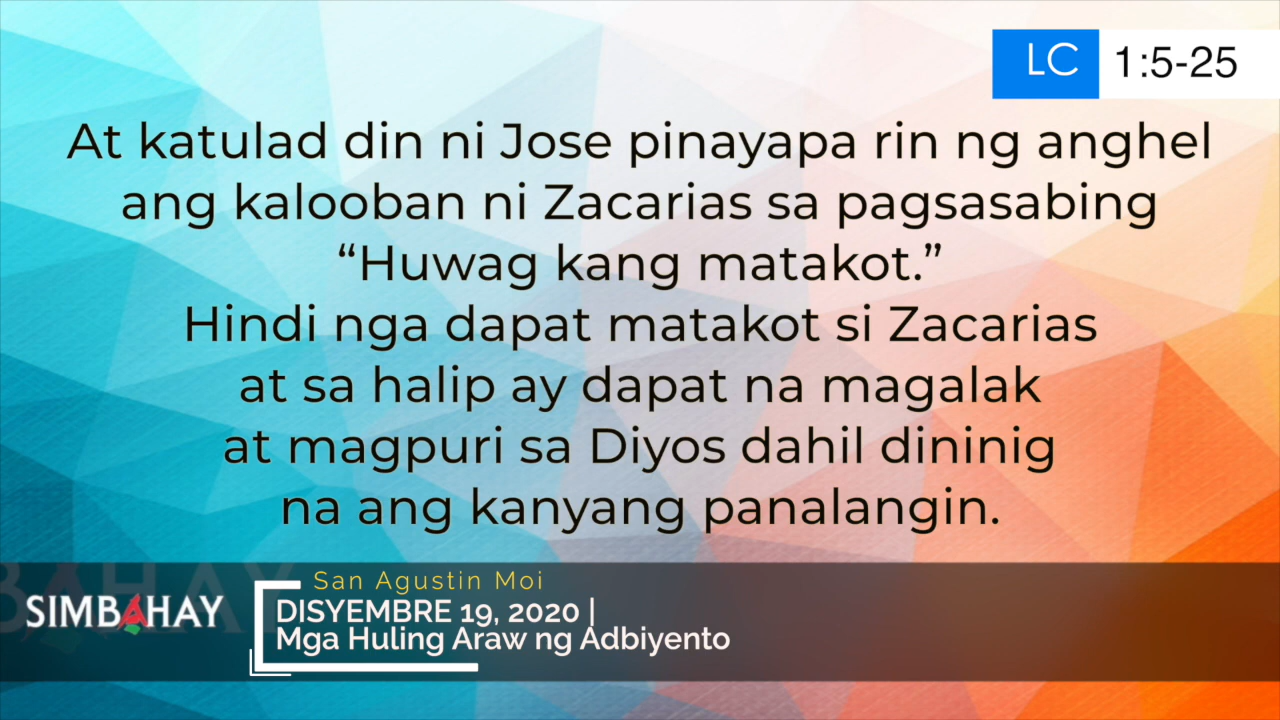 LC 1:5-25
At katulad din ni Jose pinayapa rin ng anghel
ang kalooban ni Zacarias sa pagsasabing
“Huwag kang matakot.”
Hindi nga dapat matakot si Zacarias
at sa halip ay dapat na magalak
at magpuri sa Diyos dahil dininig
na ang kanyang panalangin.
San Agustin Moi
SIMBAHAY
DISYEMBRE 19, 2020 |
Mga Huling Araw ng Adbiyento